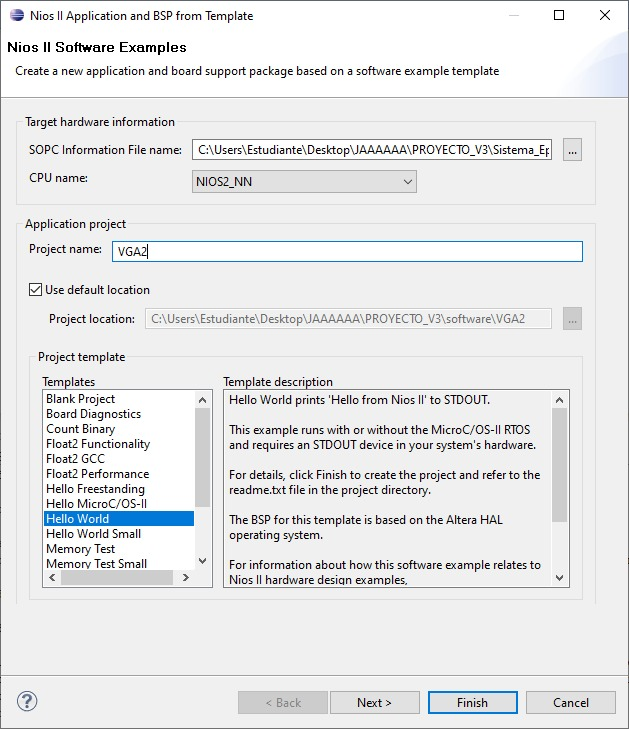 Nios II Application and BSP from Template
Nios II Software Examples
Create a new application and board support package based on a software example template
Target hardware information
SOPC Information File name:
C:\Users\Estudiante\Desktop\JAAAAAA\PROYECTO_V3\Sistema_Ep
...
CPU name:
NIOS2_NN
Application project
Project name:
VGA2
Use default location
Project location:
C:\Users\Estudiante\Desktop\JAAAAAA\PROYECTO_V3\software\VGA2
...
Project template
Templates
Blank Project
Board Diagnostics
Count Binary
Float2 Functionality
Float2 GCC
Float2 Performance
Hello Freestanding
Hello MicroC/OS-II
Hello World
Hello World Small
Memory Test
Memory Test Small
Template description
Hello World prints 'Hello from Nios II' to STDOUT.
This example runs with or without the MicroC/OS-II RTOS
and requires an STDOUT device in your system's hardware.
For details, click Finish to create the project and refer to the
readme.txt file in the project directory.
The BSP for this template is based on the Altera HAL
operating system.
For information about how this software example relates to
Nios II hardware design examples,
?
< Back
Next >
Finish
Cancel